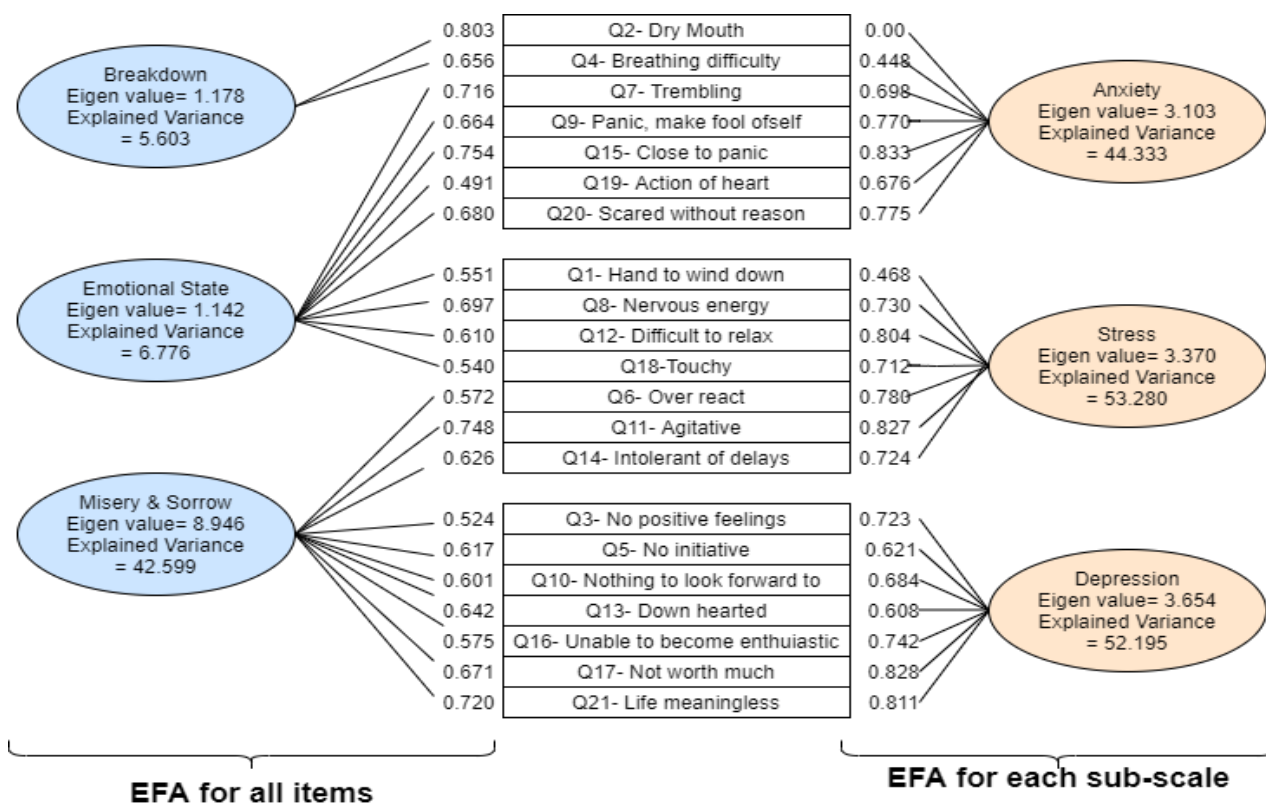 Breakdown
Eigen value= 1.178
Explained Variance
= 5.603
Emotional State
Eigen value= 1.142
Explained Variance
= 6.776
Misery & Sorrow
Eigen value= 8.946
Explained Variance
= 42.599
0.803 Q2- Dry Mouth 0.00
0.656 Q4- Breathing difficulty 0.448
0.716 Q7- Trembling 0.698
0.664 Q9- Panic, make fool ofself 0.770
0.754 Q15- Close to panic 0.833
0.491 Q19- Action of heart 0.676
0.680 Q20- Scared without reason 0.775
0.551 Q1- Hand to wind down 0.468
0.697 Q8- Nervous energy 0.730
0.610 Q12- Difficult to relax 0.804
0.540 Q18-Touchy 0.712
0.572 Q6- Over react 0.780
0.748 Q11- Agitative 0.827
0.626 Q14- Intolerant of delays 0.724
0.524 Q3- No positive feelings 0.723
0.617 Q5- No initiative 0.621
0.601 Q10- Nothing to look forward to 0.684
0.642 Q13- Down hearted 0.608
0.575 Q16- Unable to become enthuiastic 0.742
0.671 Q17- Not worth much 0.828
0.720 Q21- Life meaningless 0.811
Anxiety
Eigen value= 3.103
Explained Variance
= 44.333
Stress
Eigen value= 3.370
Explained Variance
= 53.280
Depression
Eigen value= 3.654
Explained Variance
= 52.195
EFA for all items
EFA for each sub-scale